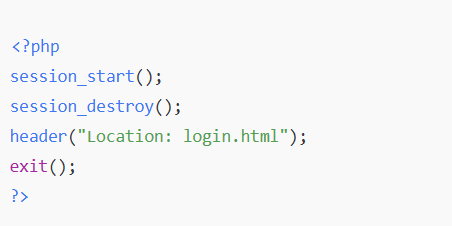 <?php
session_start();
session_destroy();
header("Location: login.html");
exit();
?>